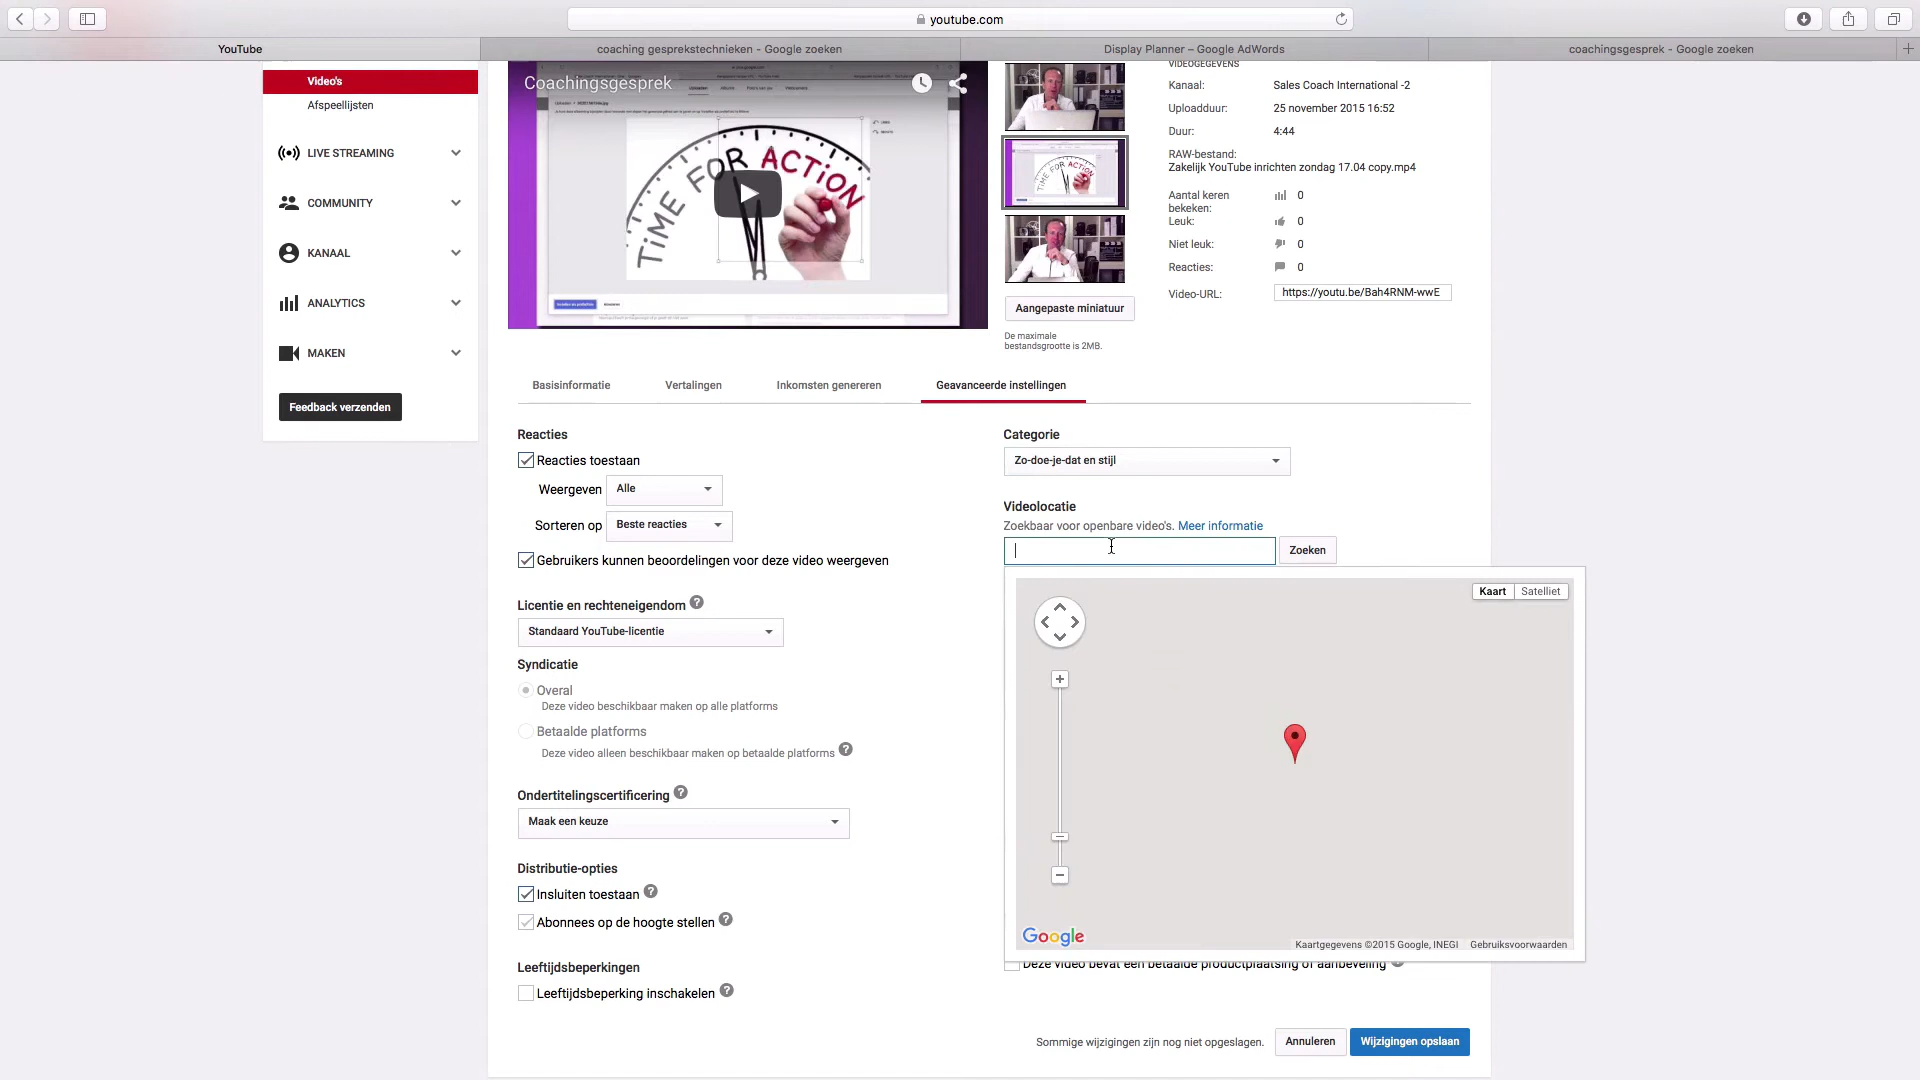 youtube.com
YouTube
coaching gesprekstechnieken - Google zoeken
Display Planner – Google AdWords
coachingsgesprek - Google zoeken
Video's
Afspeellijsten
LIVE STREAMING
COMMUNITY
KANAAL
ANALYTICS
MAKEN
Feedback verzenden
Coachingsgesprek
TIME FOR ACTION
TIME FOR ACTION
Aangepaste miniatuur
De maximale
bestandsgrootte is 2MB.
VIDEOGEGEVENS
Kanaal: Sales Coach International -2
Uploadduur: 25 november 2015 16:52
Duur: 4:44
RAW-bestand:
Zakelijk YouTube inrichten zondag 17.04 copy.mp4
Aantal keren
bekeken: 0
Leuk: 0
Niet leuk: 0
Reacties: 0
Video-URL: https://youtu.be/Bah4RNM-wwE
Basisinformatie
Vertalingen
Inkomsten genereren
Geavanceerde instellingen
Reacties
Reacties toestaan
Weergeven Alle
Sorteren op Beste reacties
Gebruikers kunnen beoordelingen voor deze video weergeven
Licentie en rechteneigendom ?
Standaard YouTube-licentie
Syndicatie
Overal
Deze video beschikbaar maken op alle platforms
Betaalde platforms
Deze video alleen beschikbaar maken op betaalde platforms ?
Ondertitelingscertificering ?
Maak een keuze
Distributie-opties
Insluiten toestaan ?
Abonnees op de hoogte stellen ?
Leeftijdsbeperkingen
Leeftijdsbeperking inschakelen ?
Categorie
Zo-doe-je-dat en stijl
Videolocatie
Zoekbaar voor openbare video's. Meer informatie
Zoeken
Kaart Satelliet
Google
Kaartgegevens ©2015 Google, INEGI Gebruiksvoorwaarden
Deze video bevat een betaalde productplaatsing of aanbeveling
Sommige wijzigingen zijn nog niet opgeslagen.
Annuleren
Wijzigingen opslaan